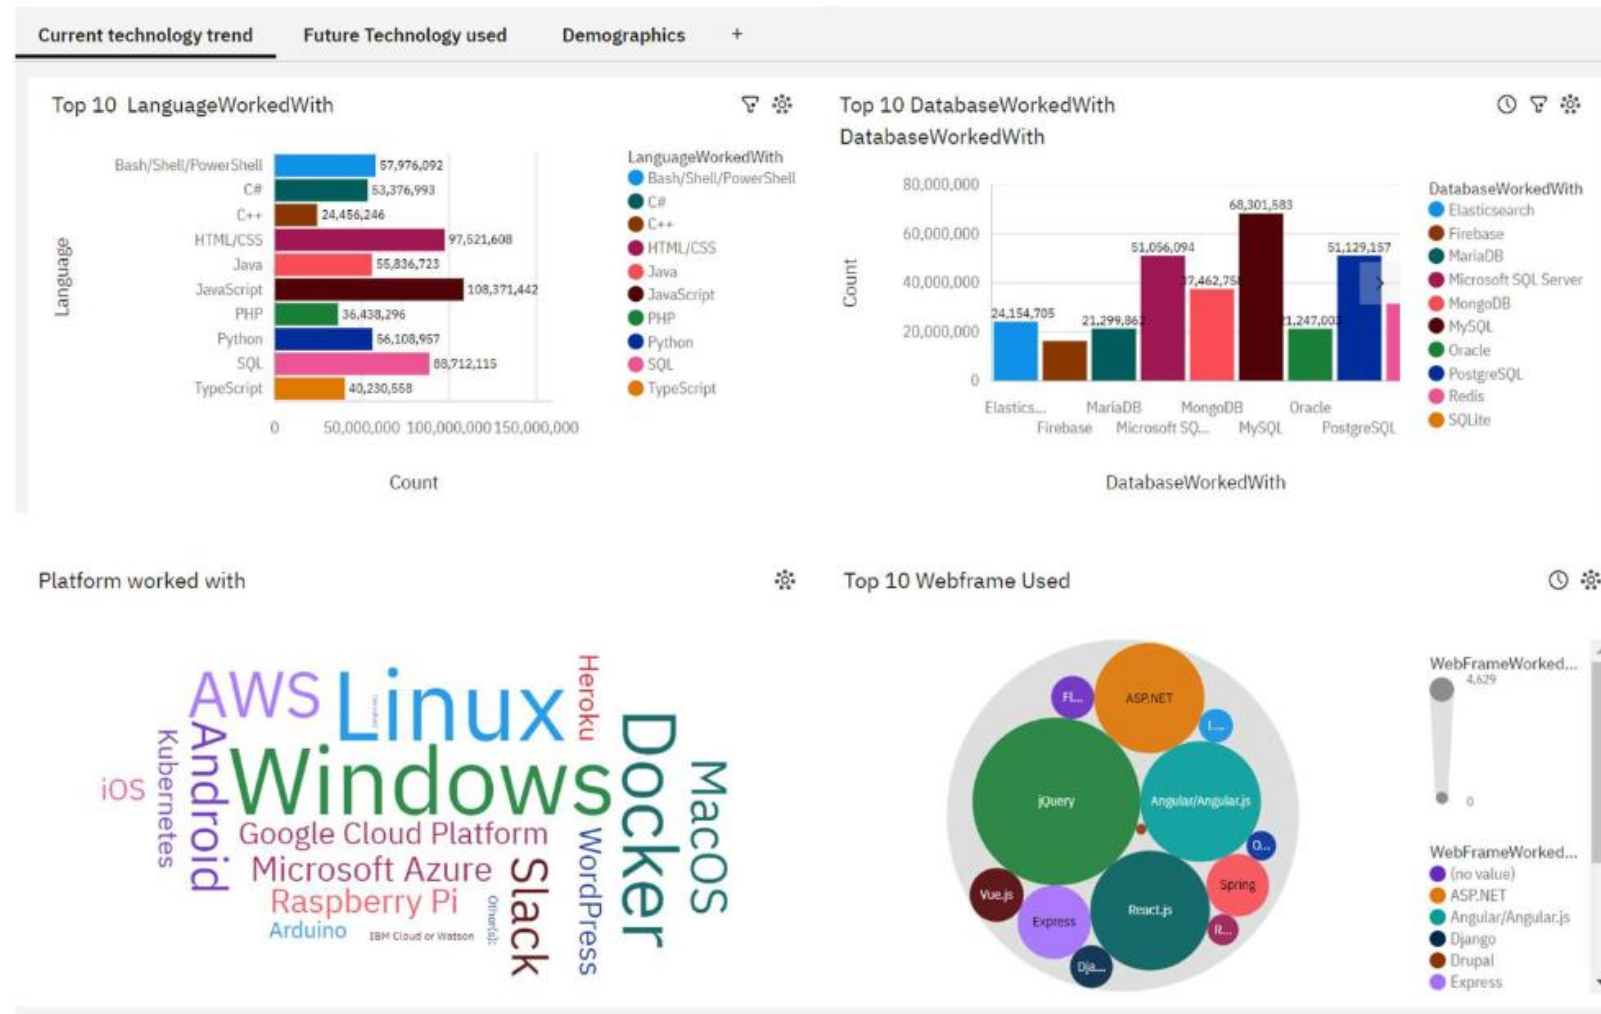 Current technology trend Future Technology used Demographics +
Top 10 LanguageWorkedWith
Language
Bash/Shell/PowerShell 57,976,092
C# 53,376,993
C++ 24,456,246
HTML/CSS 97,521,608
Java 55,836,723
JavaScript 108,371,442
PHP 36,438,296
Python 56,108,957
SQL 88,712,115
TypeScript 40,230,558
0 50,000,000 100,000,000 150,000,000
Count
LanguageWorkedWith
Bash/Shell/PowerShell
C#
C++
HTML/CSS
Java
JavaScript
PHP
Python
SQL
TypeScript
Top 10 DatabaseWorkedWith
DatabaseWorkedWith
Count
80,000,000
60,000,000
40,000,000
20,000,000
0
24,154,705
21,299,862
51,056,094
68,301,583
51,129,157
Elastics... MariaDB MongoDB Oracle
Firebase Microsoft SQ... MySQL PostgreSQL
DatabaseWorkedWith
DatabaseWorkedWith
Elasticsearch
Firebase
MariaDB
Microsoft SQL Server
MongoDB
MySQL
Oracle
PostgreSQL
Redis
SQLite
Platform worked with
AWS
Linux
Heroku
Kubernetes
Android
iOS
Windows
Docker
MacOS
Google Cloud Platform
Microsoft Azure
Raspberry Pi
Arduino
IBM Cloud or Watson
Other(s):
Slack
WordPress
Top 10 Webframe Used
Fl...
ASP.NET
L...
jQuery
Angular/Angular.js
O...
Vue.js
Express
React.js
Spring
R...
Dja...
WebFrameWorked...
4,629
0
WebFrameWorked...
(no value)
ASP.NET
Angular/Angular.js
Django
Drupal
Express